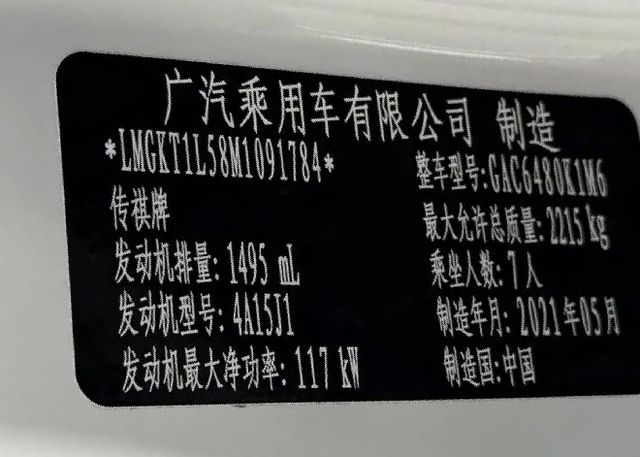 广汽乘用车有限公司 制造
*LMGKT1L58M1091784*
整车型号:GAC6480K1M6
传祺牌
最大允许总质量:2215 kg
发动机排量:1495 mL
乘坐人数:7人
发动机型号:4A15J1
制造年月:2021年05月
发动机最大净功率:117 kW
制造国:中国